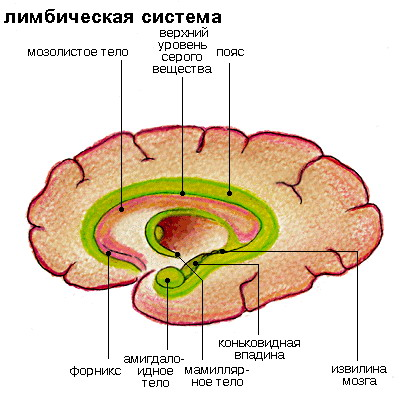 лимбическая система
мозолистое тело
верхний
уровень
серого
вещества
пояс
форникс
амигдало-
идное
тело
мамилляр-
ное тело
коньковидная
впадина
извилина
мозга